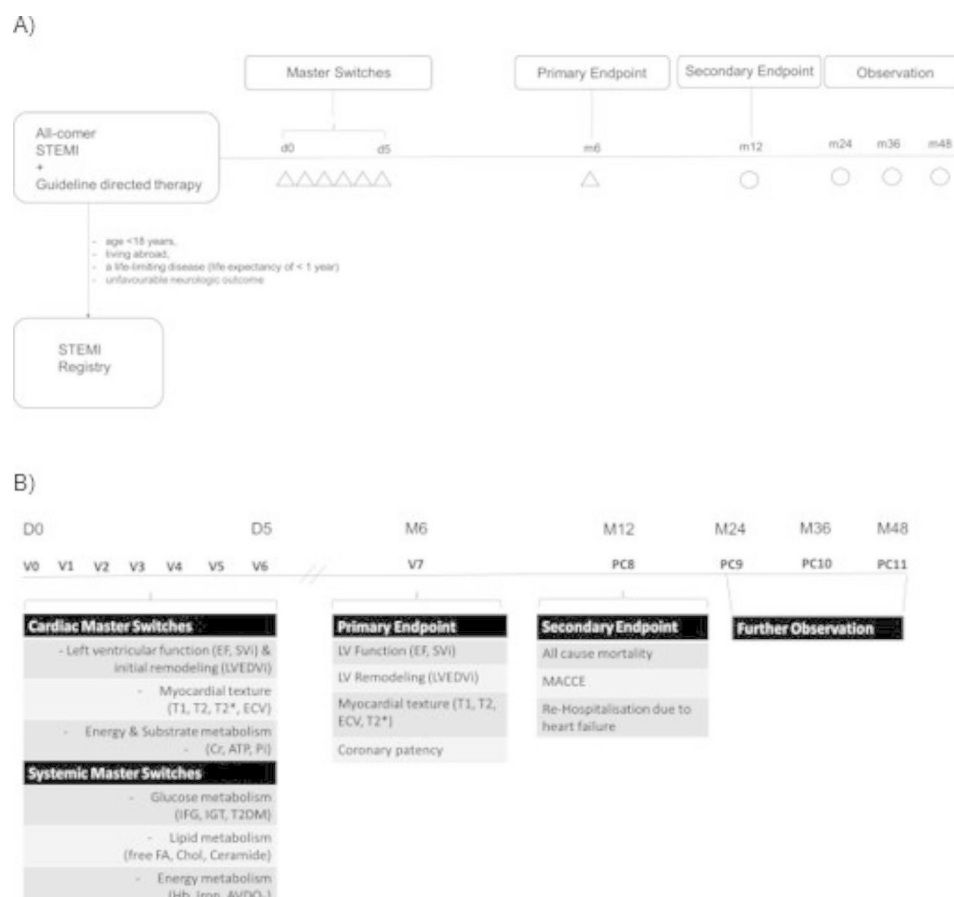 A)
Master Switches
Primary Endpoint
Secondary Endpoint
Observation
All-comer
STEMI
+
Guideline directed therapy
d0
d5
m6
m12
m24
m36
m48
- age <18 years,
- living abroad,
- a life-limiting disease (life expectancy of < 1 year)
- unfavourable neurologic outcome
STEMI
Registry
B)
D0 D5 M6 M12 M24 M36 M48
V0 V1 V2 V3 V4 V5 V6 V7 PC8 PC9 PC10 PC11
Cardiac Master Switches
- Left ventricular function (EF, SVi) &
initial remodeling (LVEDVi)
- Myocardial texture
(T1, T2, T2*, ECV)
- Energy & Substrate metabolism
- (Cr, ATP, Pi)
Systemic Master Switches
- Glucose metabolism
(IFG, IGT, T2DM)
- Lipid metabolism
(free FA, Chol, Ceramide)
- Energy metabolism
(Hb, Iron, AVDO₂)
Primary Endpoint
LV Function (EF, SVi)
LV Remodeling (LVEDVi)
Myocardial texture (T1, T2,
ECV, T2*)
Coronary patency
Secondary Endpoint
All cause mortality
MACCE
Re-Hospitalisation due to
heart failure
Further Observation